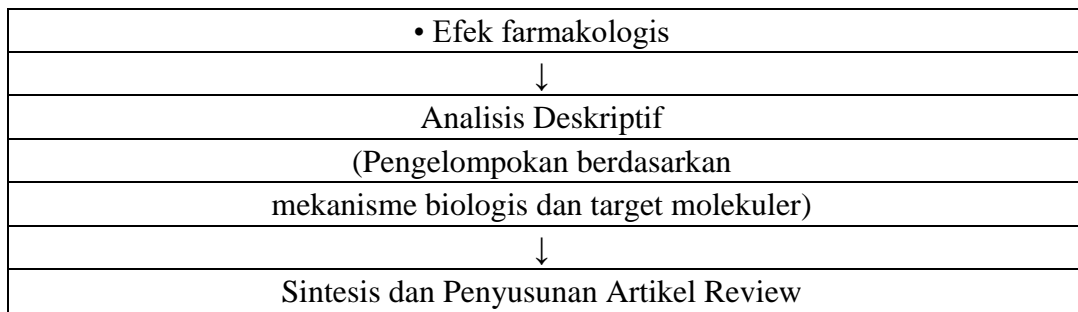 • Efek farmakologis
↓
Analisis Deskriptif
(Pengelompokan berdasarkan
mekanisme biologis dan target molekuler)
↓
Sintesis dan Penyusunan Artikel Review